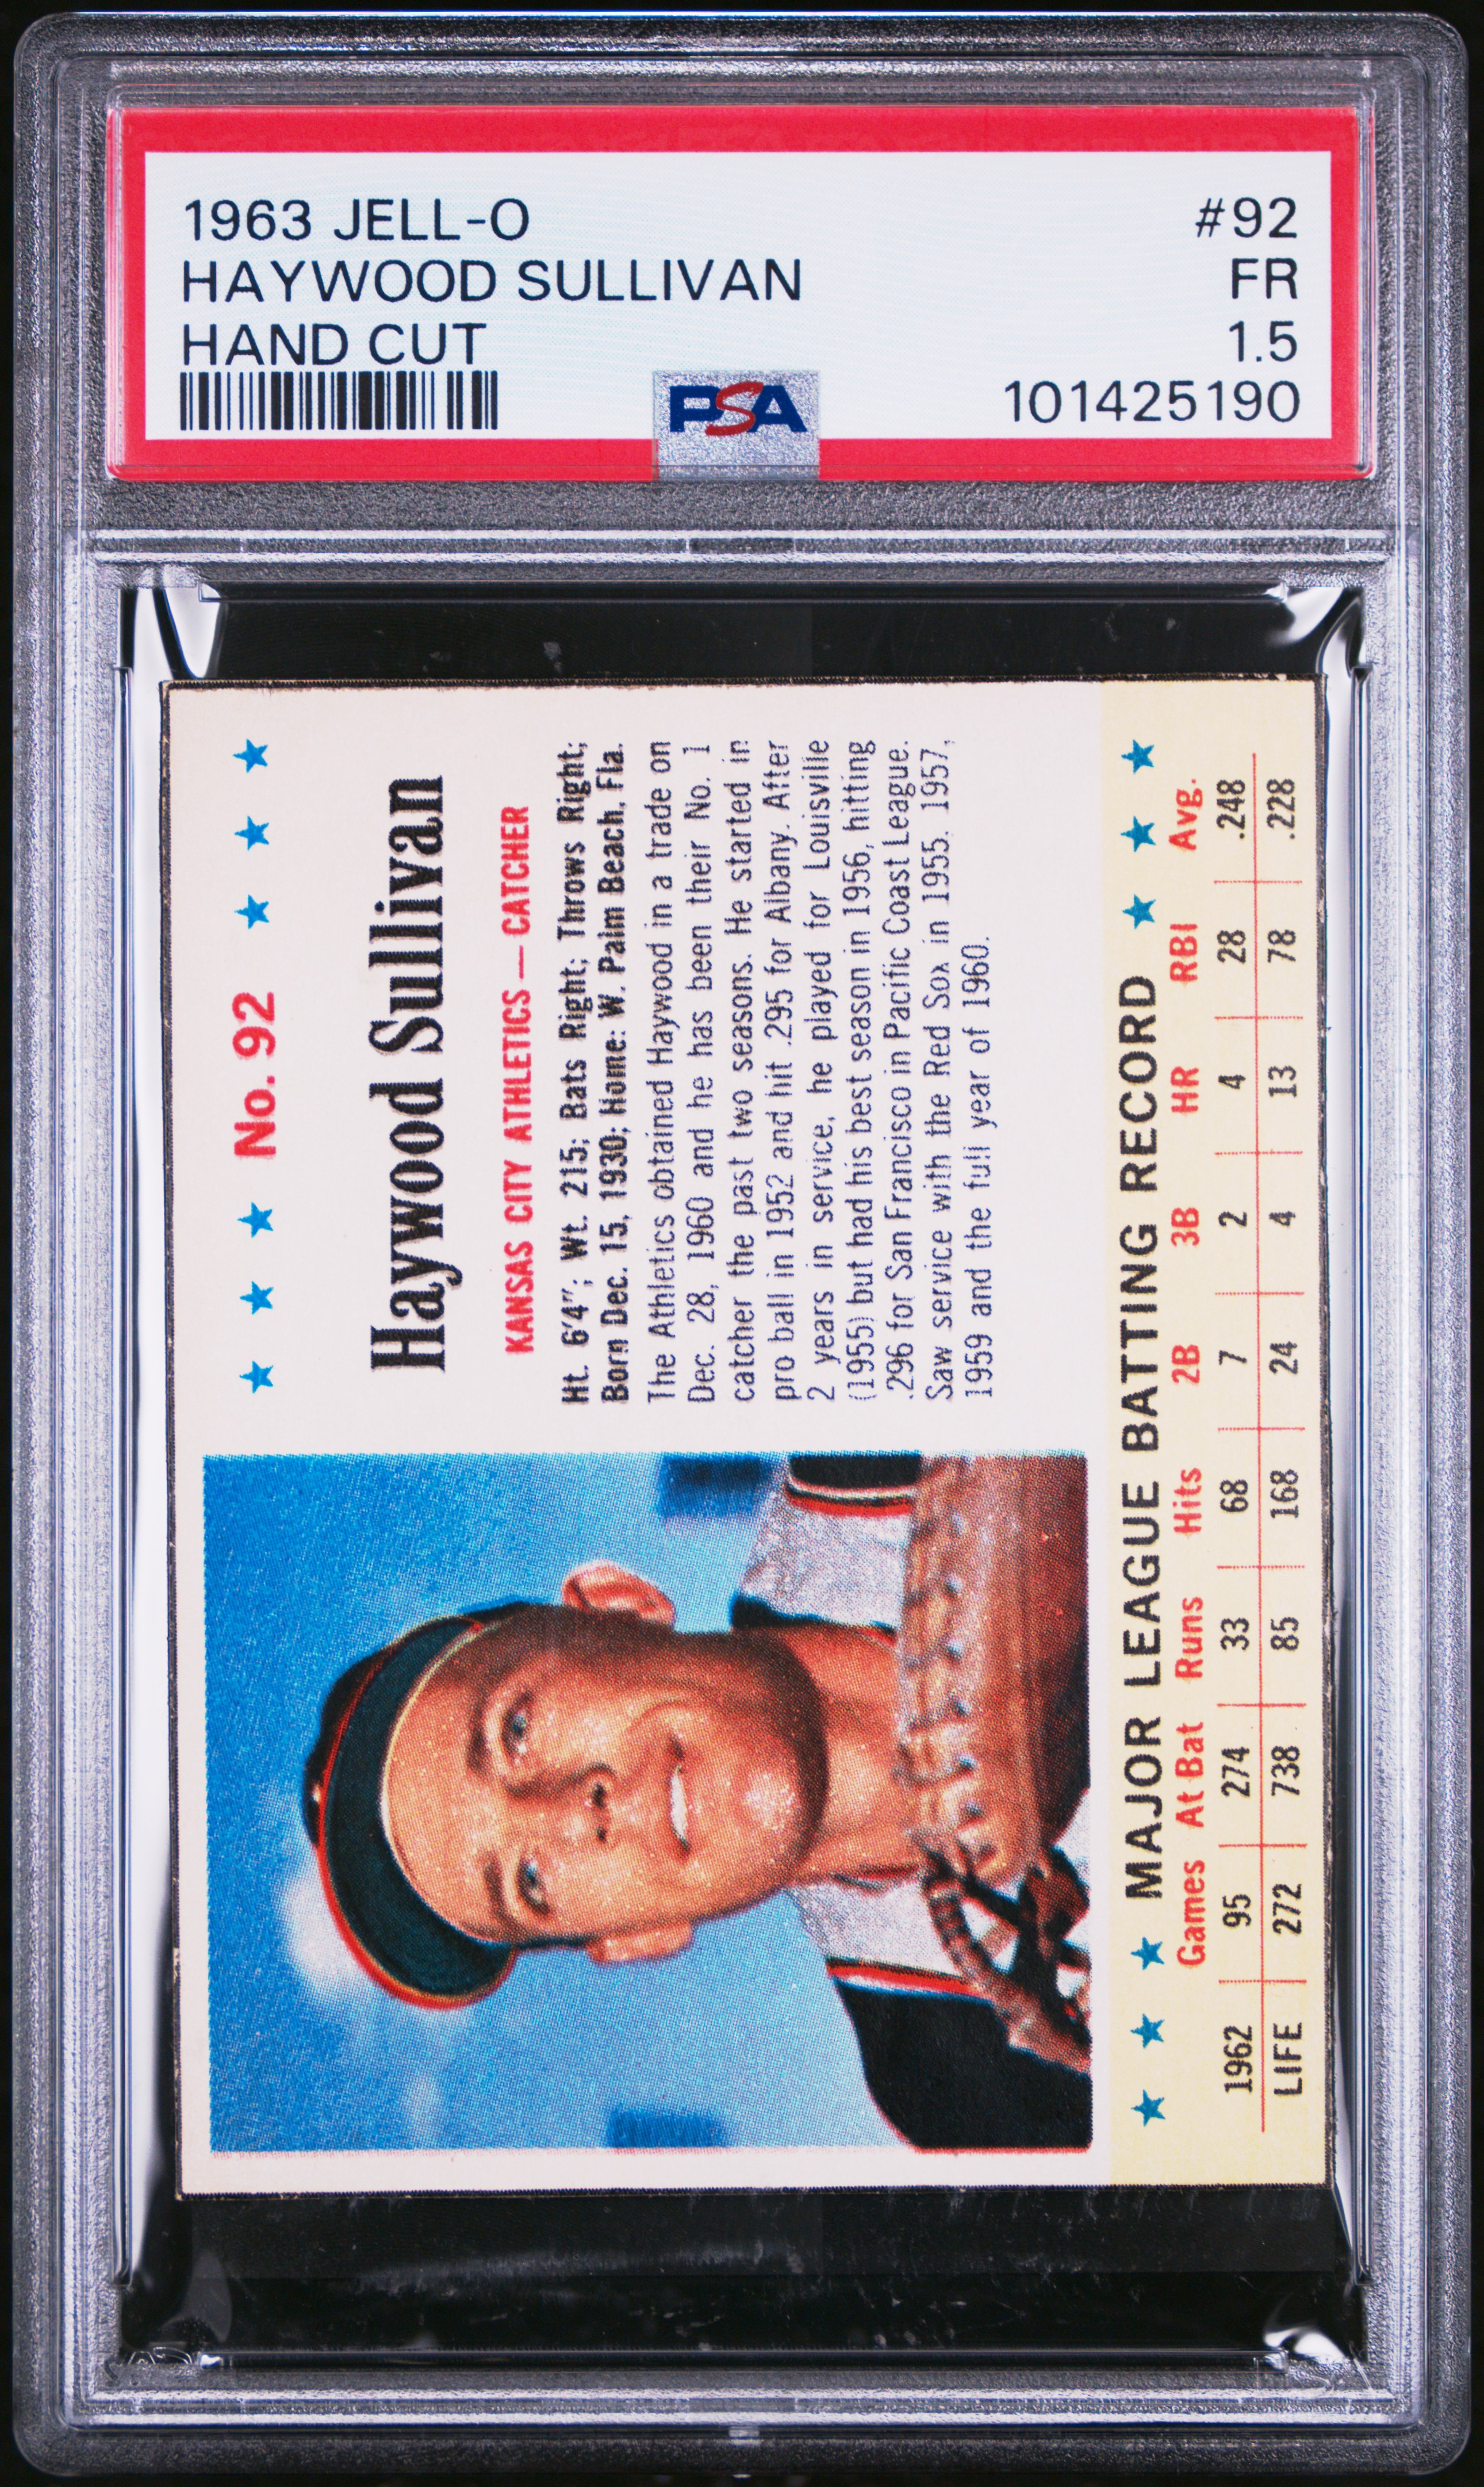 1963 JELL-O #92
HAYWOOD SULLIVAN FR
HAND CUT 1.5
PSA 101425190
No. 92
Haywood Sullivan
KANSAS CITY ATHLETICS — CATCHER
Ht. 6'4"; Wt. 215; Bats Right; Throws Right;
Born Dec. 15, 1930; Home: W. Palm Beach, Fla.
The Athletics obtained Haywood in a trade on
Dec. 28, 1960 and he has been their No. 1
catcher the past two seasons. He started in
pro ball in 1952 and hit .295 for Albany. After
2 years in service, he played for Louisville
(1955) but had his best season in 1956, hitting
.296 for San Francisco in Pacific Coast League.
Saw service with the Red Sox in 1955, 1957,
1959 and the full year of 1960.
MAJOR LEAGUE BATTING RECORD
Games At Bat Runs Hits 2B 3B HR RBI Avg.
1962 95 274 33 68 7 2 4 28 .248
LIFE 272 738 85 168 24 4 13 78 .228